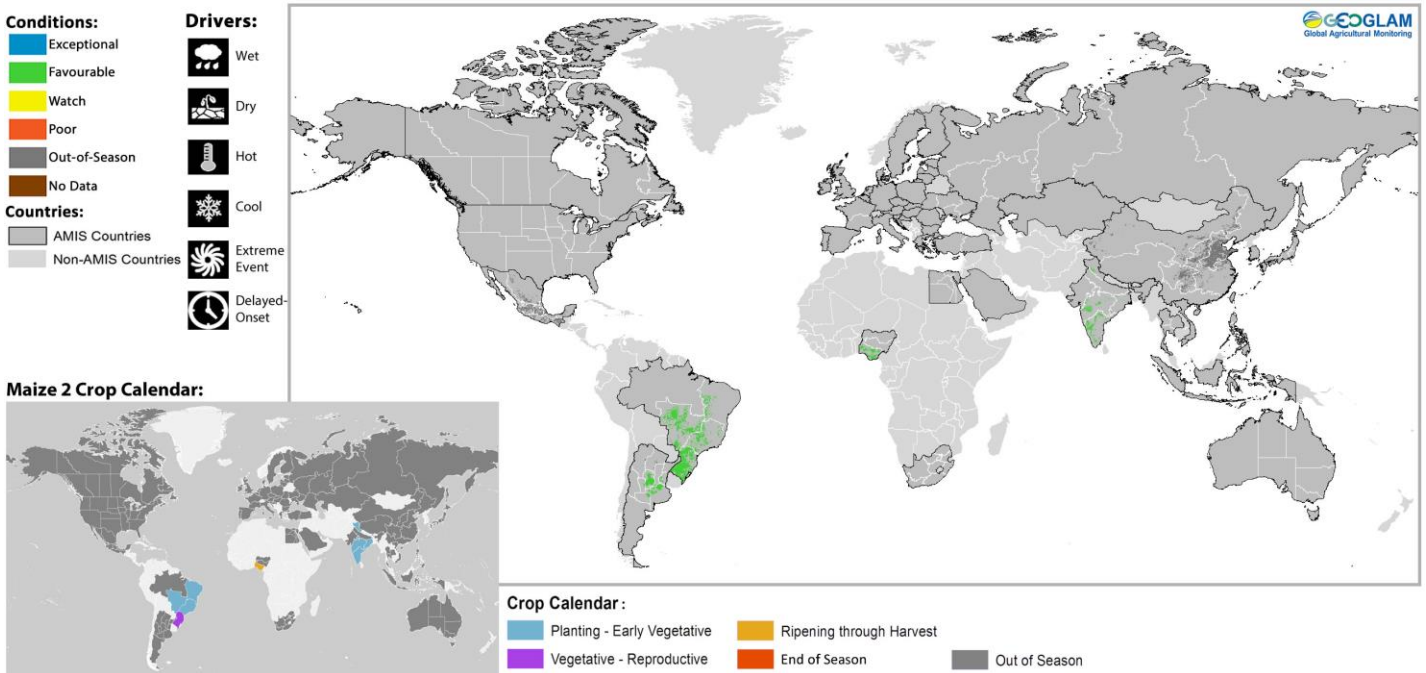 Conditions:
Exceptional
Favourable
Watch
Poor
Out-of-Season
No Data
Countries:
AMIS Countries
Non-AMIS Countries
Drivers:
Wet
Dry
Hot
Cool
Extreme
Event
Delayed-
Onset
GEOGLAM
Global Agricultural Monitoring
Maize 2 Crop Calendar:
Crop Calendar :
Planting - Early Vegetative
Vegetative - Reproductive
Ripening through Harvest
End of Season
Out of Season